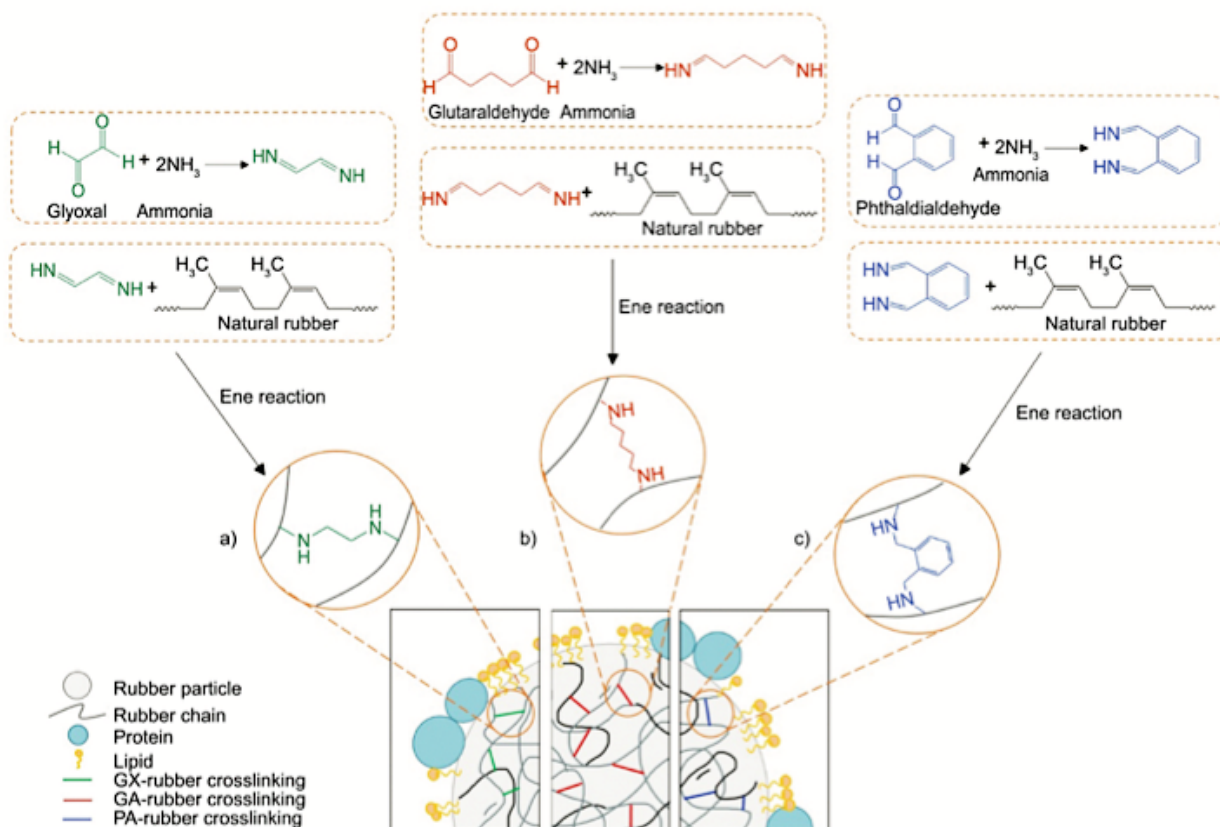 O
O
H
H
+ 2NH₃
HN
NH
Glutaraldehyde Ammonia
O
H
H
O
+ 2NH₃
HN
NH
Glyoxal Ammonia
O
H
H
O
+ 2NH₃
Ammonia
HN
HN
Phthaldialdehyde
HN
NH
+
H₃C
H₃C
Natural rubber
HN
NH
+
H₃C
H₃C
Natural rubber
HN
HN
+
H₃C
H₃C
Natural rubber
Ene reaction
Ene reaction
Ene reaction
a)
N
H
H
N
b)
NH
NH
c)
HN
HN
Rubber particle
Rubber chain
Protein
Lipid
GX-rubber crosslinking
GA-rubber crosslinking
PA-rubber crosslinking